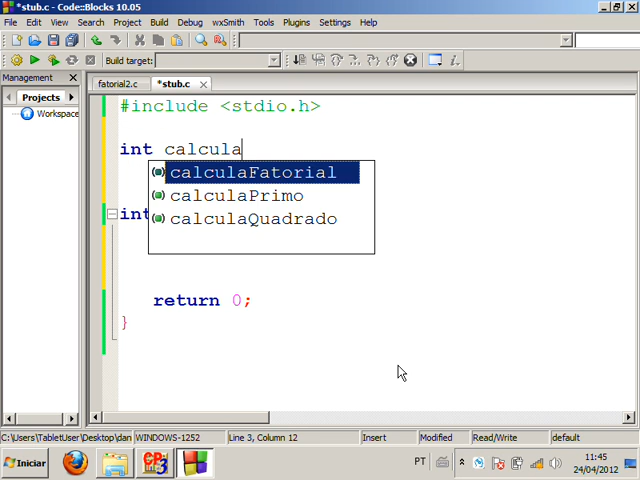 *stub.c - Code::Blocks 10.05
File Edit View Search Project Build Debug wxSmith Tools Plugins Settings Help
Build target:
Management
fatorial2.c *stub.c
Projects
Workspace
#include <stdio.h>
int calcula
calculaFatorial
calculaPrimo
int
calculaQuadrado
return 0;
}
C:\Users\TabletUser\Desktop\dan WINDOWS-1252 Line 3, Column 12 Insert Modified Read/Write default
Iniciar CP3 PT 11:45
24/04/2012